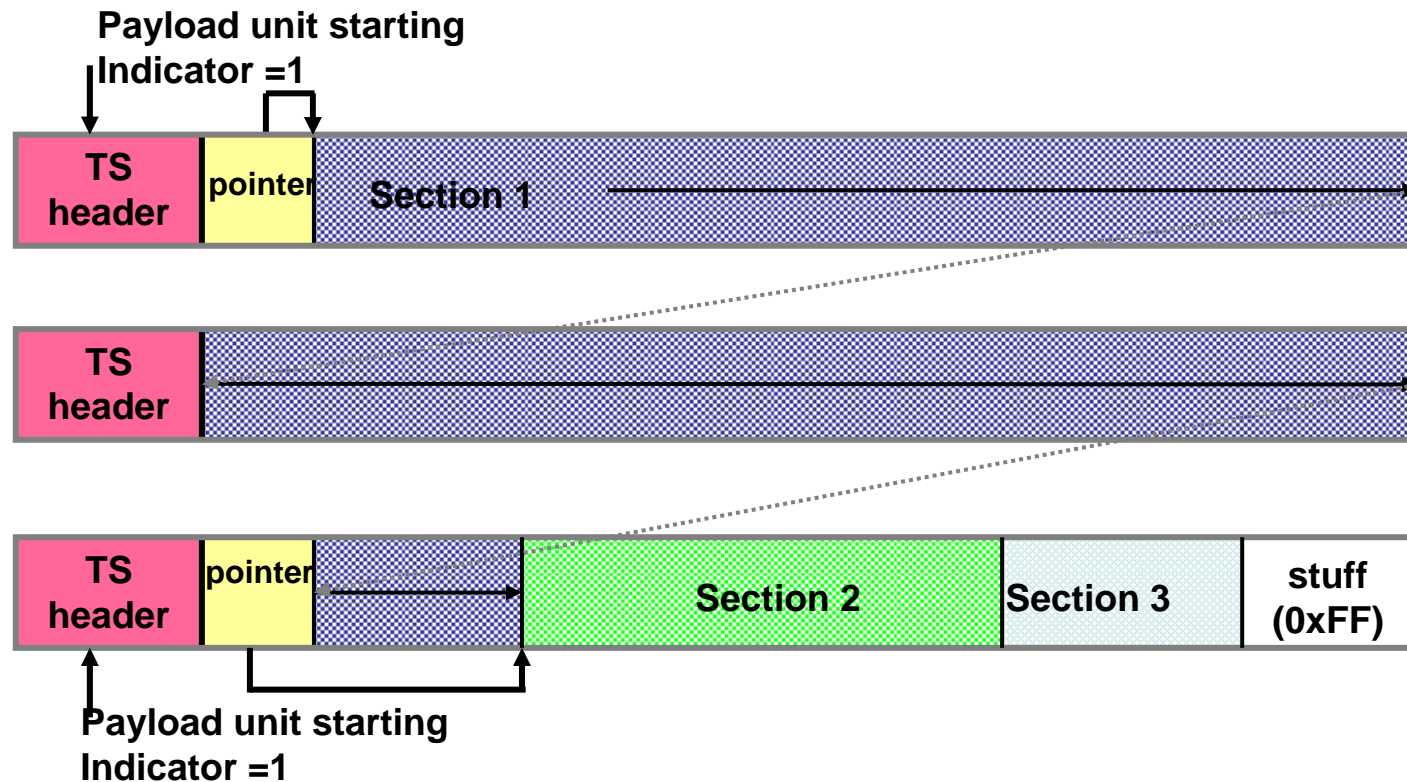 Payload unit starting
Indicator =1
TS
header
pointer
Section 1
TS
header
TS
header
pointer
Section 2
Section 3
stuff
(0xFF)
Payload unit starting
Indicator =1